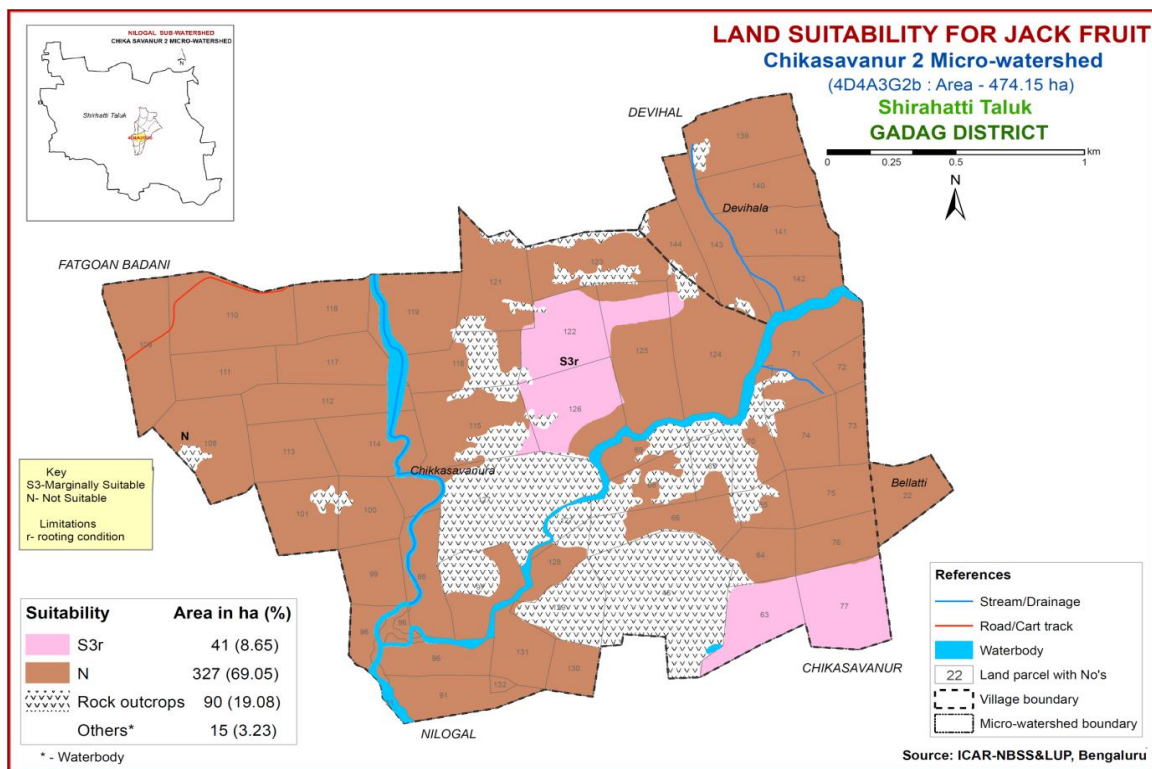 NILOGAL SUB-WATERSHED
CHIKA SAVANUR 2 MICRO-WATERSHED
N
Shirhatti Taluk
LAND SUITABILITY FOR JACK FRUIT
Chikasavanur 2 Micro-watershed
(4D4A3G2b : Area - 474.15 ha)
Shirahatti Taluk
GADAG DISTRICT
0 0.25 0.5 1 km
N
DEVIHAL
139
140
Devihala
141
144
143
142
FATGOAN BADANI
123
121
119
118
119
122
109
125
124
71
S3r
117
116
72
111
126
112
115
73
74
N
108
114
113
Chikkasavanura
Bellatti
22
75
101
100
66
76
84
128
99
98
63
77
96
96
131
130
91
132
CHIKASAVANUR
NILOGAL
Key
S3-Marginally Suitable
N- Not Suitable
Limitations
r- rooting condition
Suitability Area in ha (%)
S3r 41 (8.65)
N 327 (69.05)
Rock outcrops 90 (19.08)
Others* 15 (3.23)
* - Waterbody
References
Stream/Drainage
Road/Cart track
Waterbody
22 Land parcel with No's
Village boundary
Micro-watershed boundary
Source: ICAR-NBSS&LUP, Bengaluru